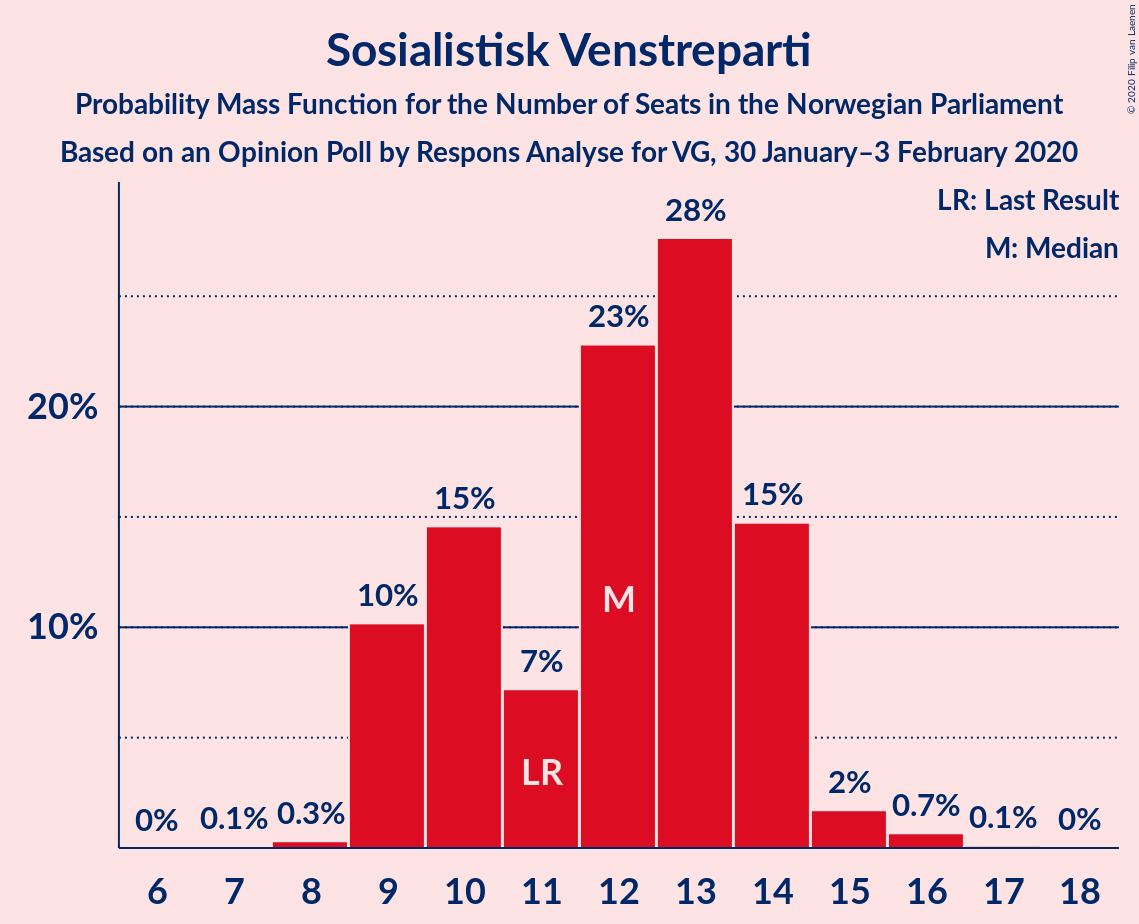 Sosialistisk Venstreparti
Probability Mass Function for the Number of Seats in the Norwegian Parliament
Based on an Opinion Poll by Respons Analyse for VG, 30 January–3 February 2020
© 2020 Filip van Laenen
LR: Last Result
M: Median
20%
10%
0%
0.1%
0.3%
10%
15%
7%
23%
28%
15%
2%
0.7%
0.1%
0%
LR
M
6 7 8 9 10 11 12 13 14 15 16 17 18